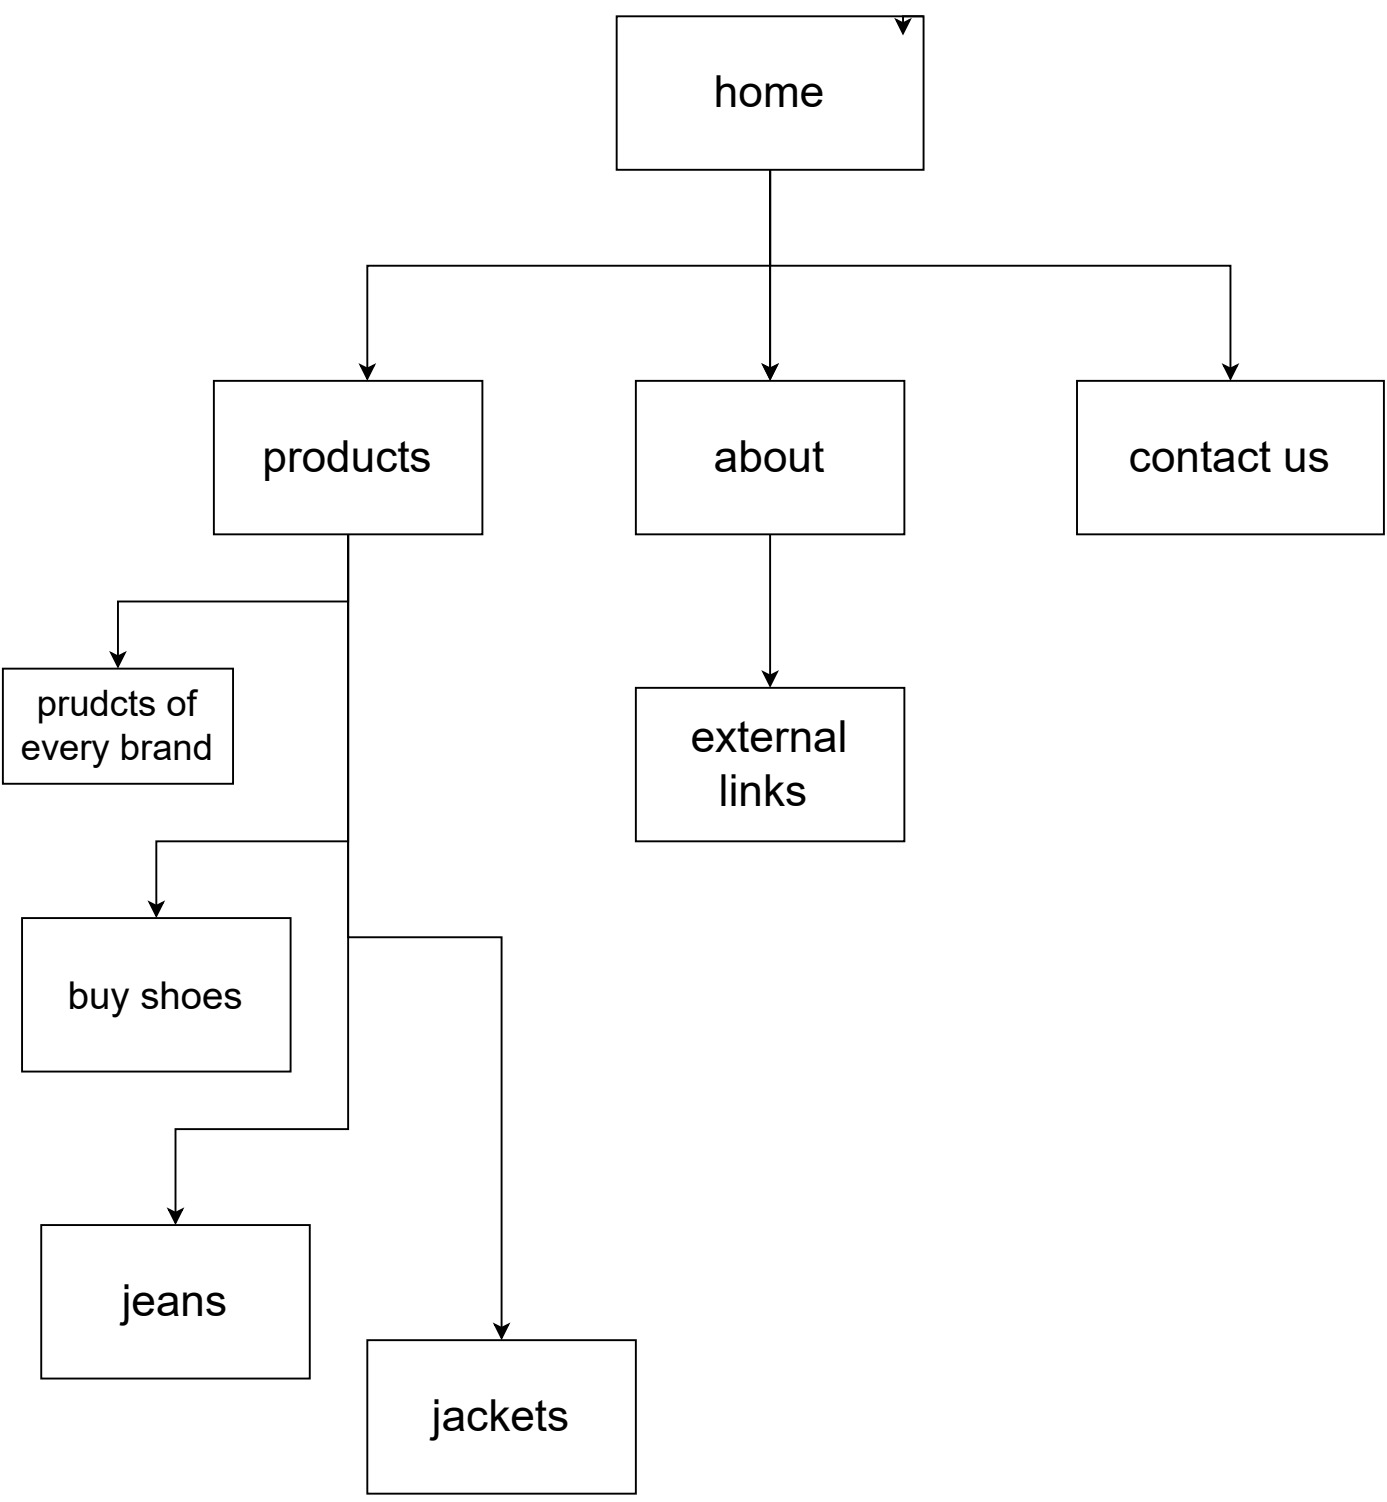 home
products
about
contact us
prudcts of
every brand
external
links
buy shoes
jeans
jackets